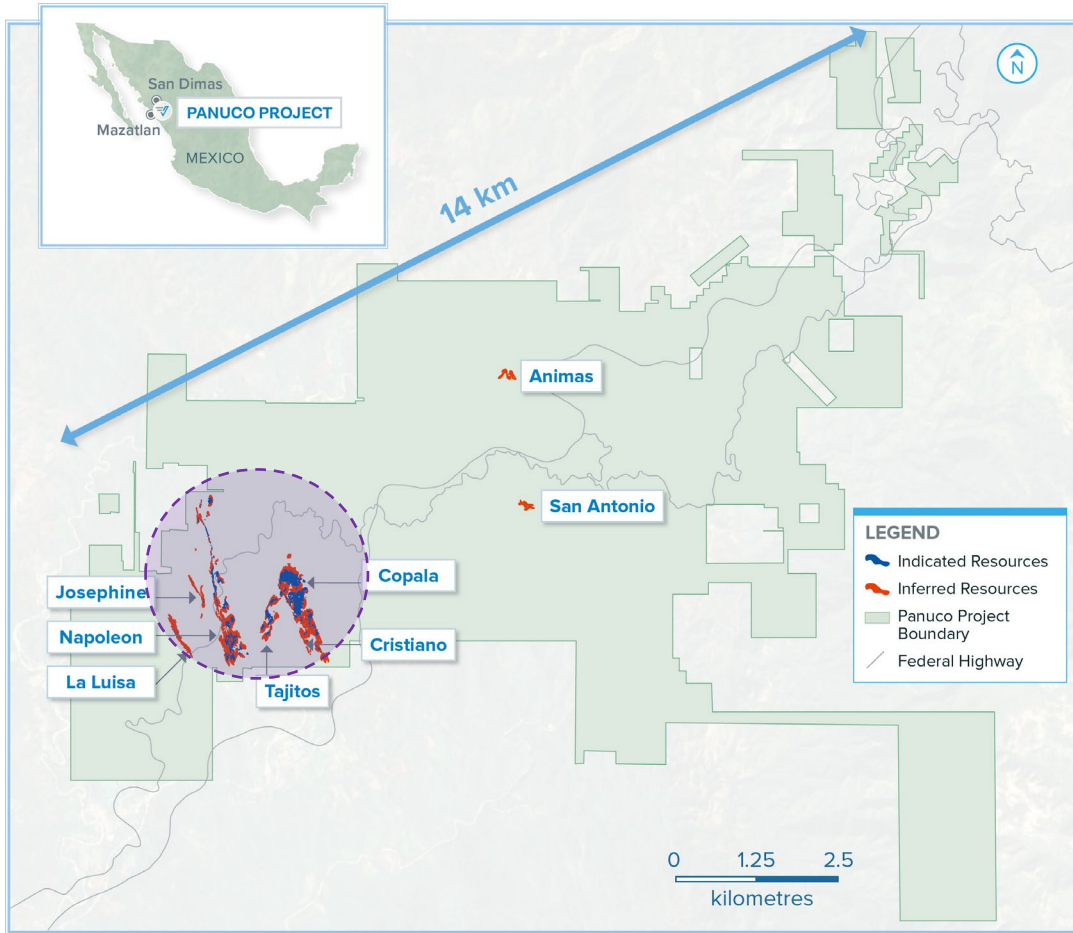 San Dimas
PANUCO PROJECT
Mazatlan
MEXICO
N
14 km
Animas
San Antonio
Copala
Josephine
Napoleon
Cristiano
La Luisa
Tajitos
LEGEND
Indicated Resources
Inferred Resources
Panuco Project
Boundary
Federal Highway
0 1.25 2.5
kilometres